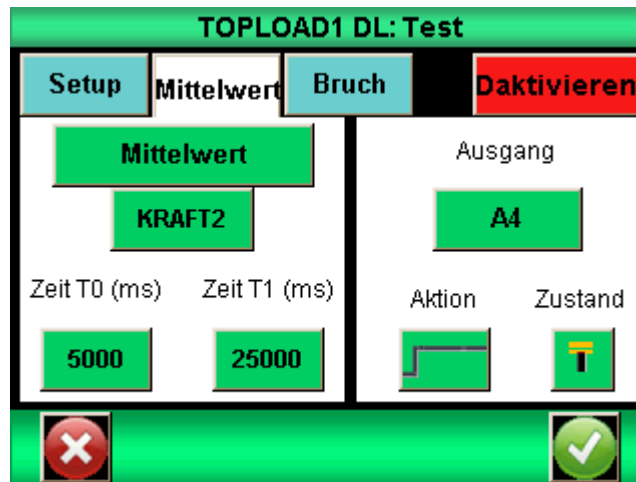 TOPLOAD1 DL: Test
Setup
Mittelwert
Bruch
Daktivieren
Mittelwert
KRAFT2
Zeit T0 (ms)
Zeit T1 (ms)
5000
25000
Ausgang
A4
Aktion
Zustand